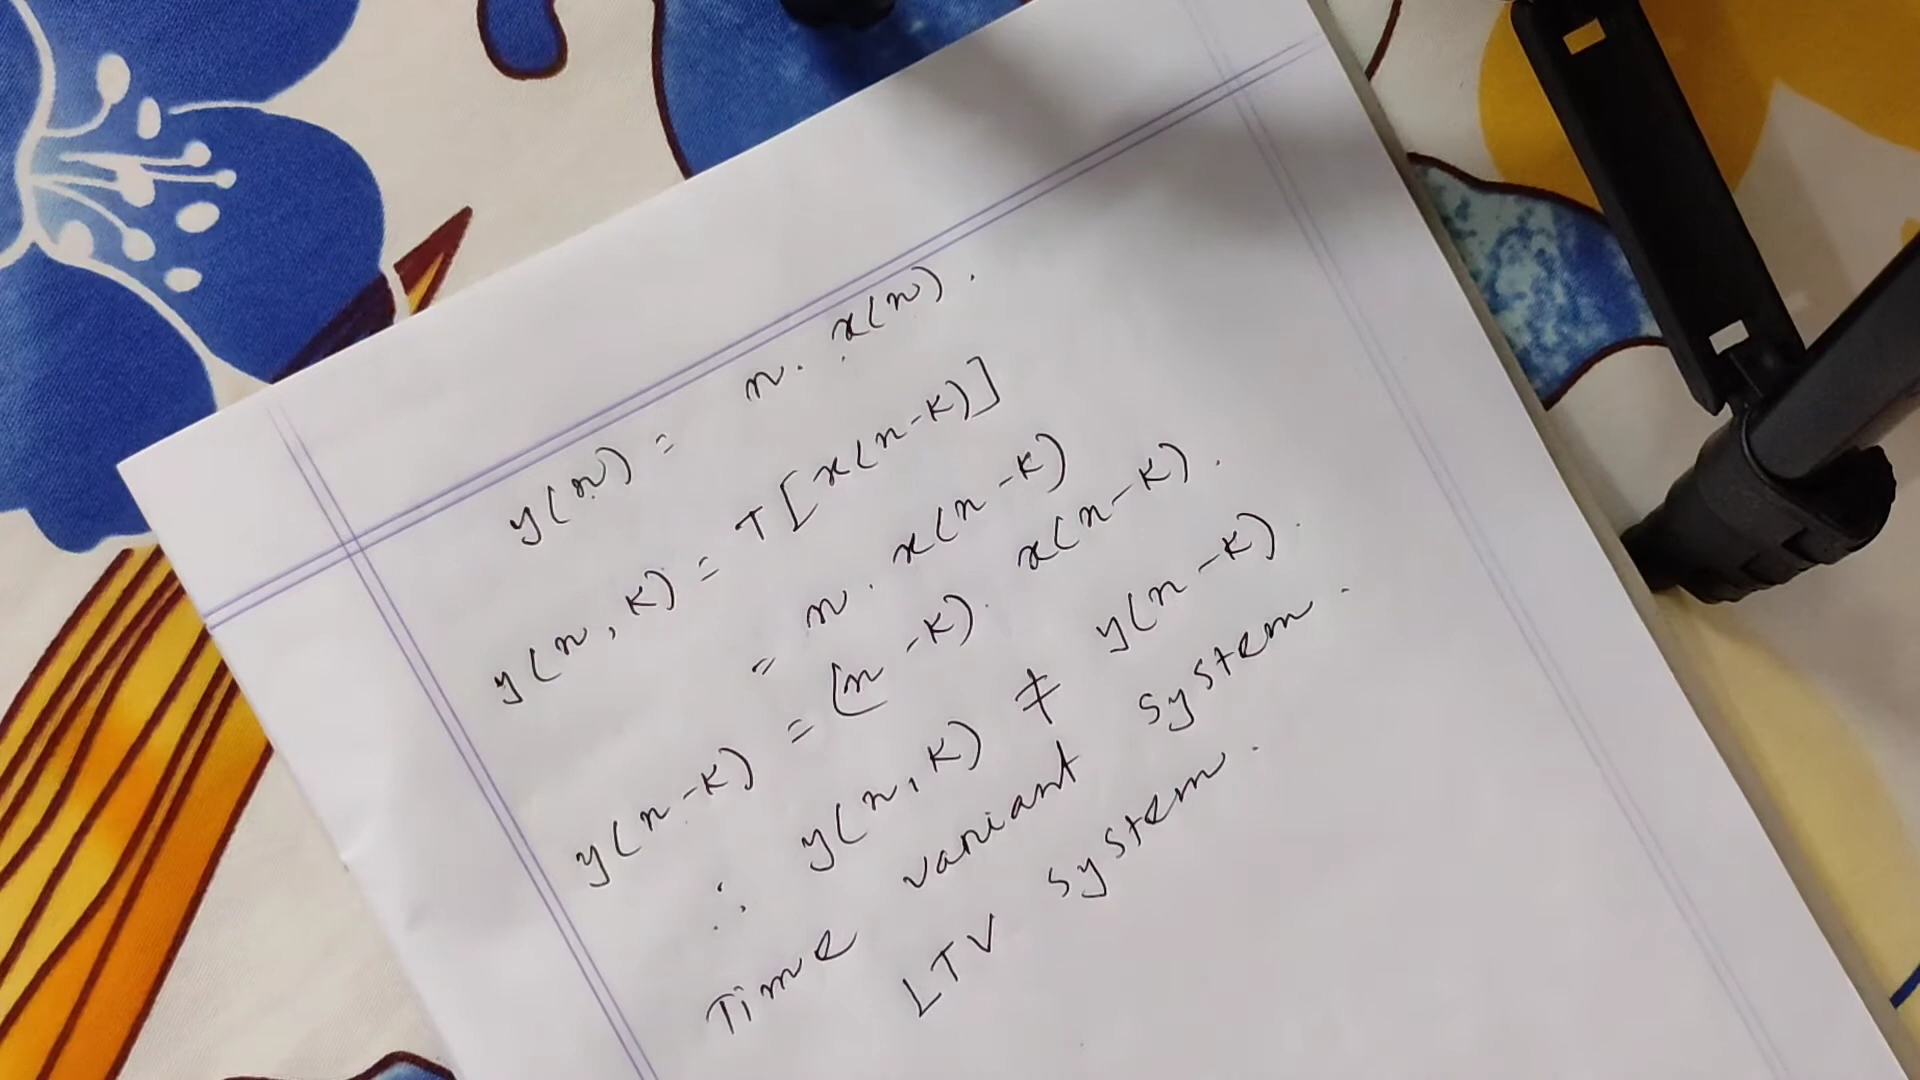 y(n) = n. x(n).
y(n, k) = T[x(n-k)]
= n. x(n-k)
y(n-k) = (n-k). x(n-k).
∴ y(n, k) ≠ y(n-k).
Time variant system.
LTV system.